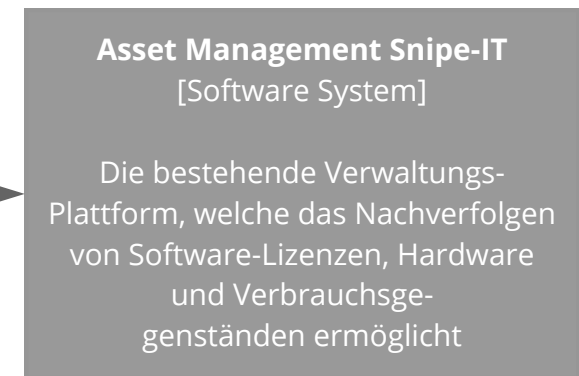 Asset Management Snipe-IT
[Software System]
Die bestehende Verwaltungs-
Plattform, welche das Nachverfolgen
von Software-Lizenzen, Hardware
und Verbrauchsge-
genständen ermöglicht